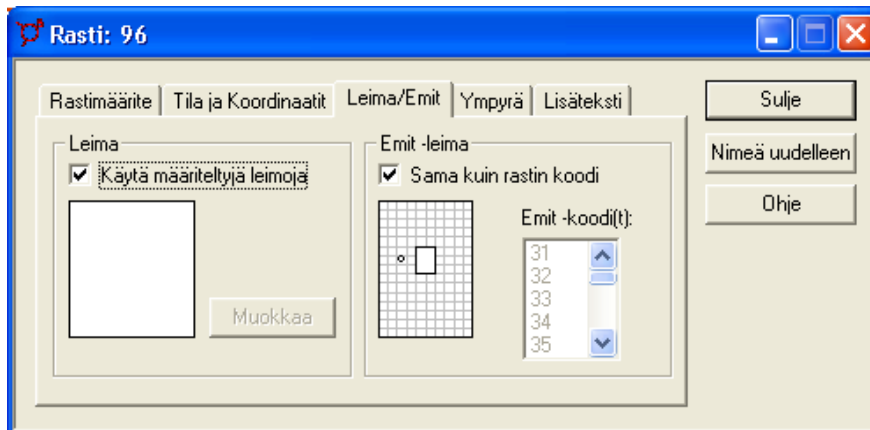 Rasti: 96
Rastimäärite Tila ja Koordinaatit Leima/Emit Ympyrä Lisäteksti
Leima
Käytä määriteltyjä leimoja
Muokkaa
Emit -leima
Sama kuin rastin koodi
Emit -koodi(t):
31
32
33
34
35
Sulje
Nimeä uudelleen
Ohje